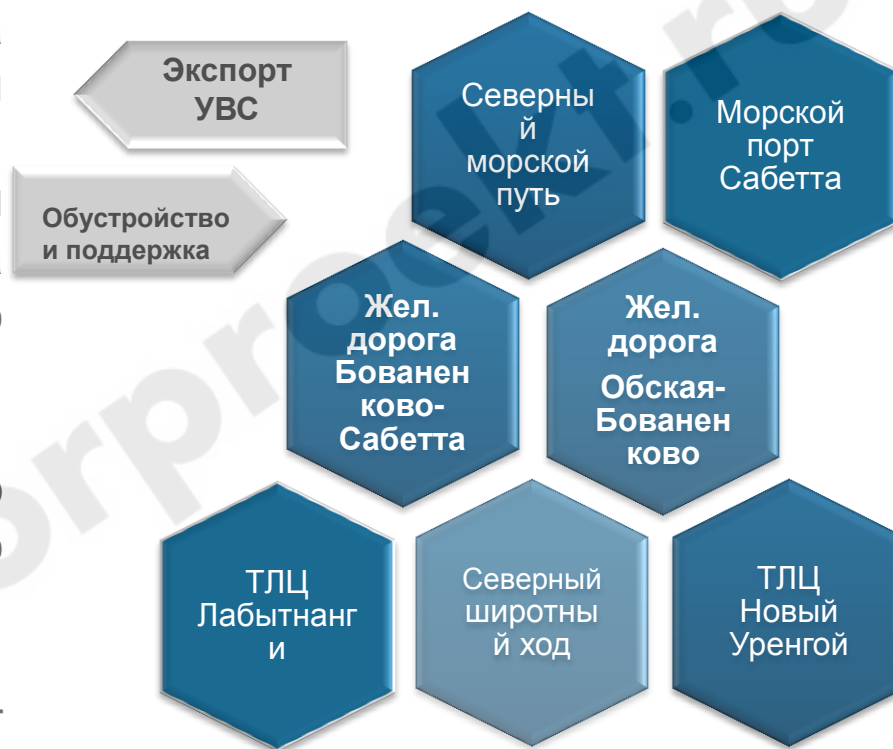 Экспорт
УВС
Обустройство
и поддержка
Северны
й
морской
путь
Морской
порт
Сабетта
Жел.
дорога
Бованен
ково-
Сабетта
Жел.
дорога
Обская-
Бованен
ково
ТЛЦ
Лабытнанг
и
Северный
широтны
й ход
ТЛЦ
Новый
Уренгой